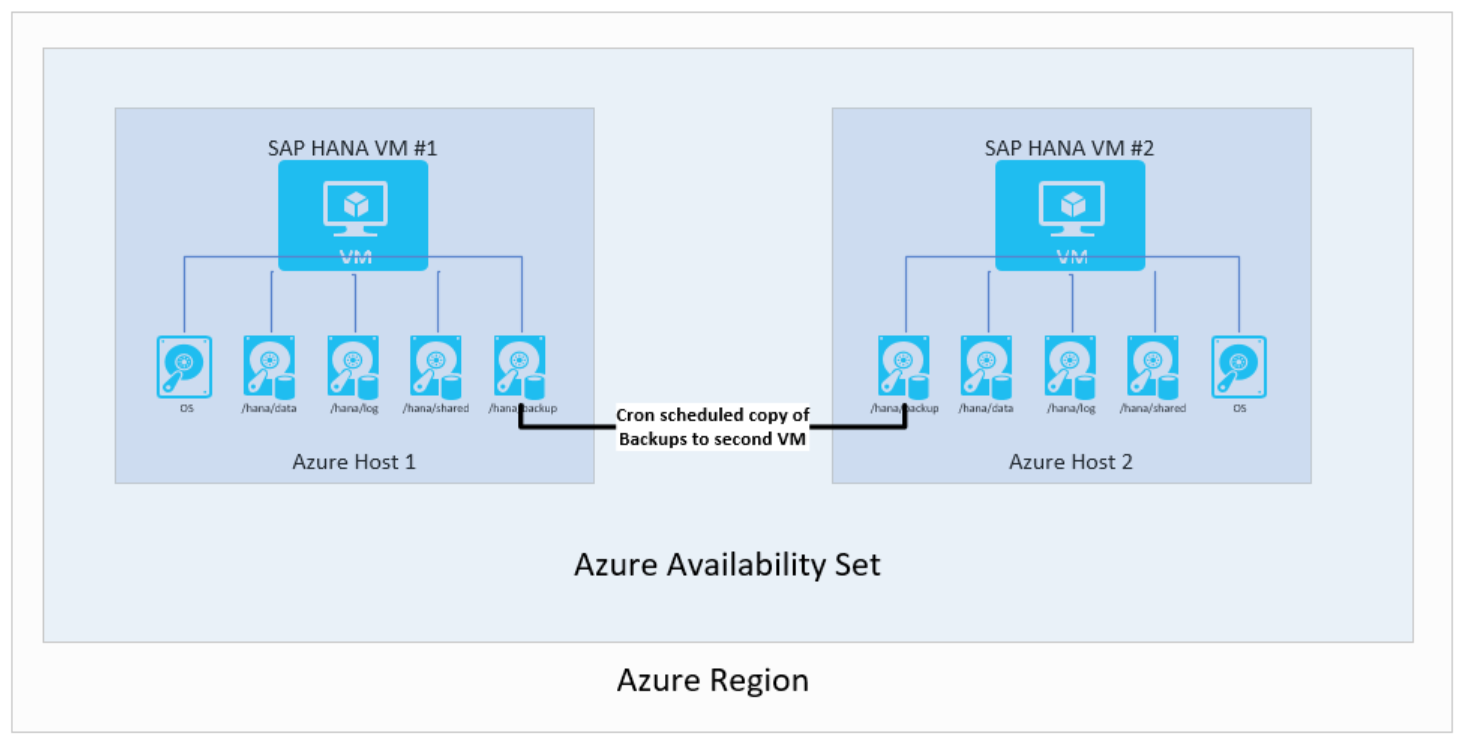 SAP HANA VM #1
VM
OS
/hana/data
/hana/log
/hana/shared
/hana/backup
Azure Host 1
SAP HANA VM #2
VM
/hana/backup
/hana/data
/hana/log
/hana/shared
OS
Azure Host 2
Cron scheduled copy of
Backups to second VM
Azure Availability Set
Azure Region